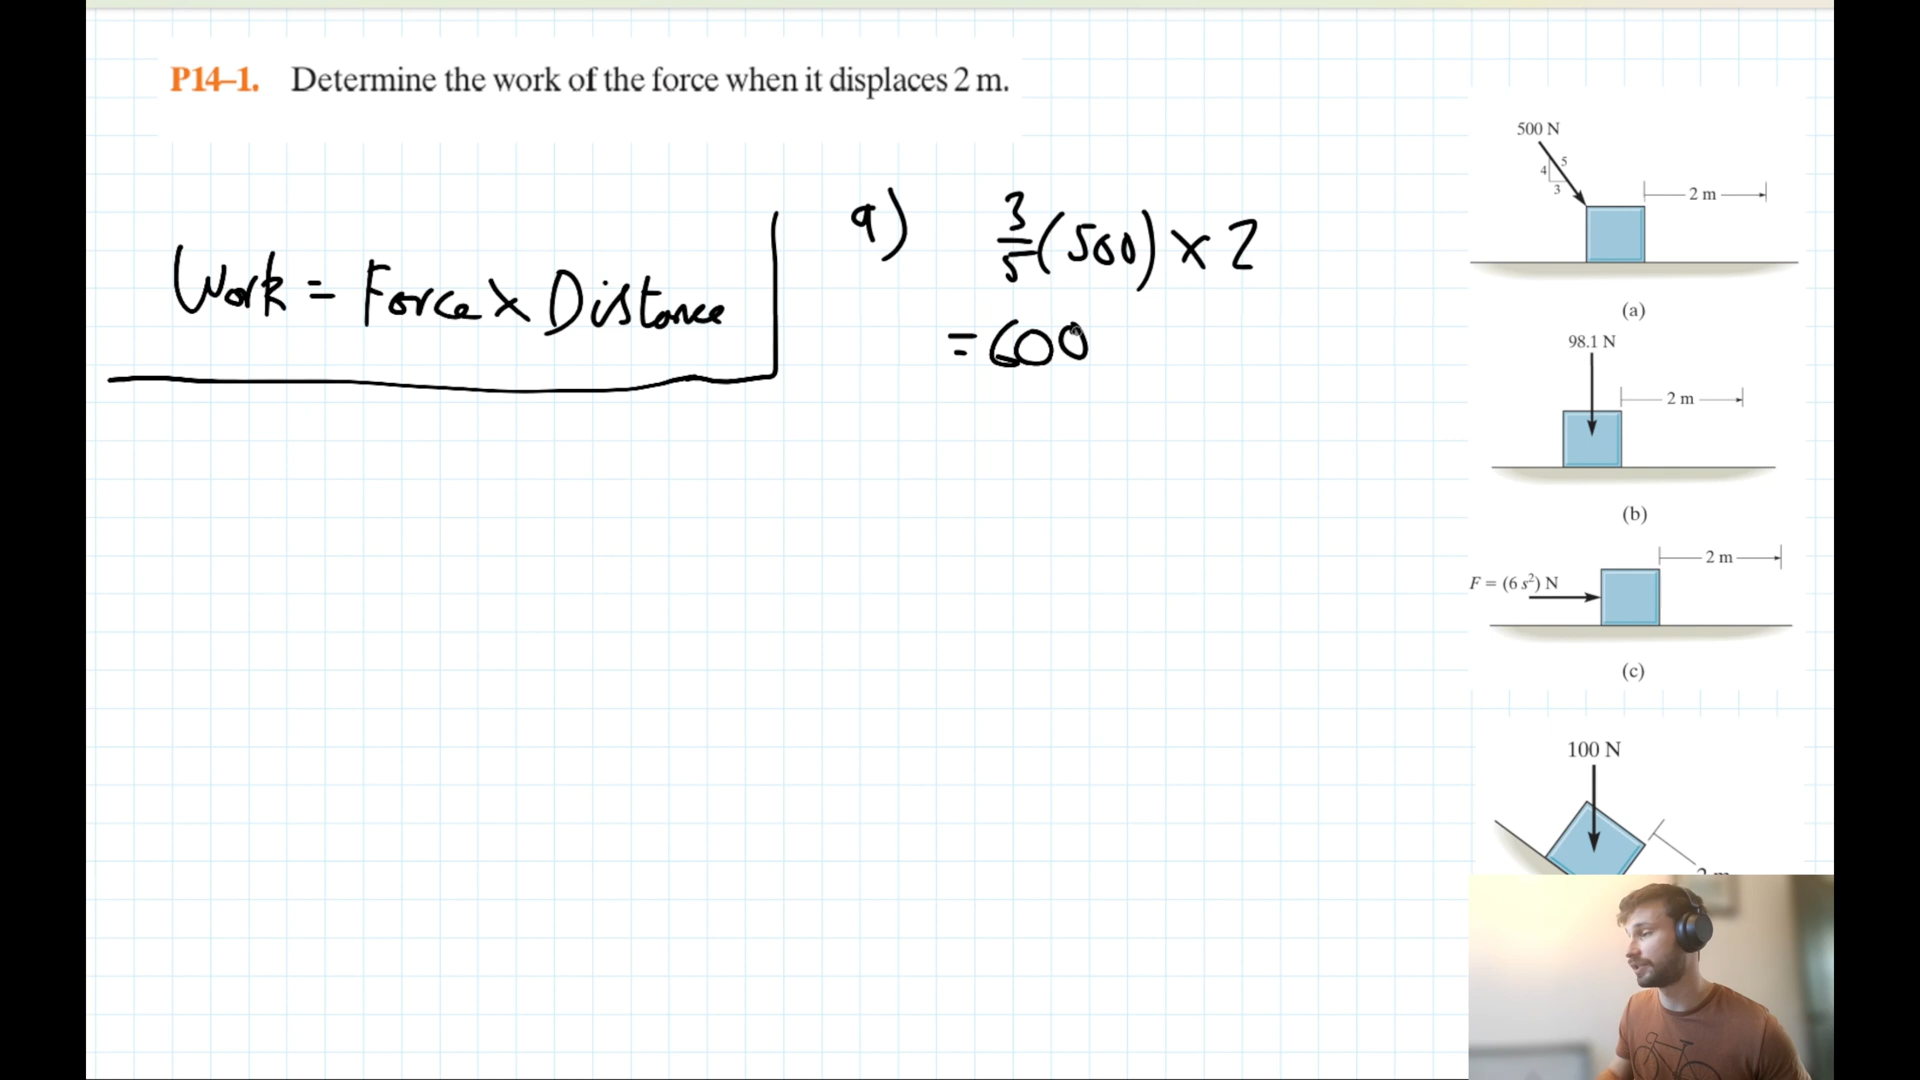 P14–1. Determine the work of the force when it displaces 2 m.
Work = Force × Distance
a) 3/5 (500) × 2
= 600
500 N
5
4
3
2 m
(a)
98.1 N
2 m
(b)
2 m
F = (6 s²) N
(c)
100 N